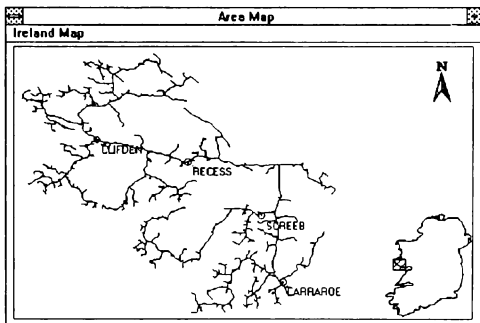 Area Map
Ireland Map
N
CLIFDEN
RECESS
SCREEB
CARRAROE